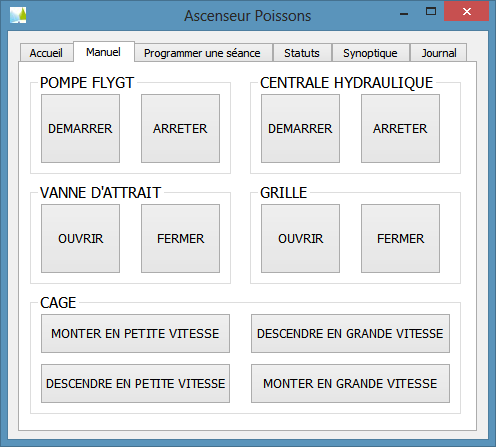 Ascenseur Poissons
Accueil Manuel Programmer une séance Statuts Synoptique Journal
POMPE FLYGT CENTRALE HYDRAULIQUE
DEMARRER ARRETER DEMARRER ARRETER
VANNE D'ATTRAIT GRILLE
OUVRIR FERMER OUVRIR FERMER
CAGE
MONTER EN PETITE VITESSE DESCENDRE EN GRANDE VITESSE
DESCENDRE EN PETITE VITESSE MONTER EN GRANDE VITESSE